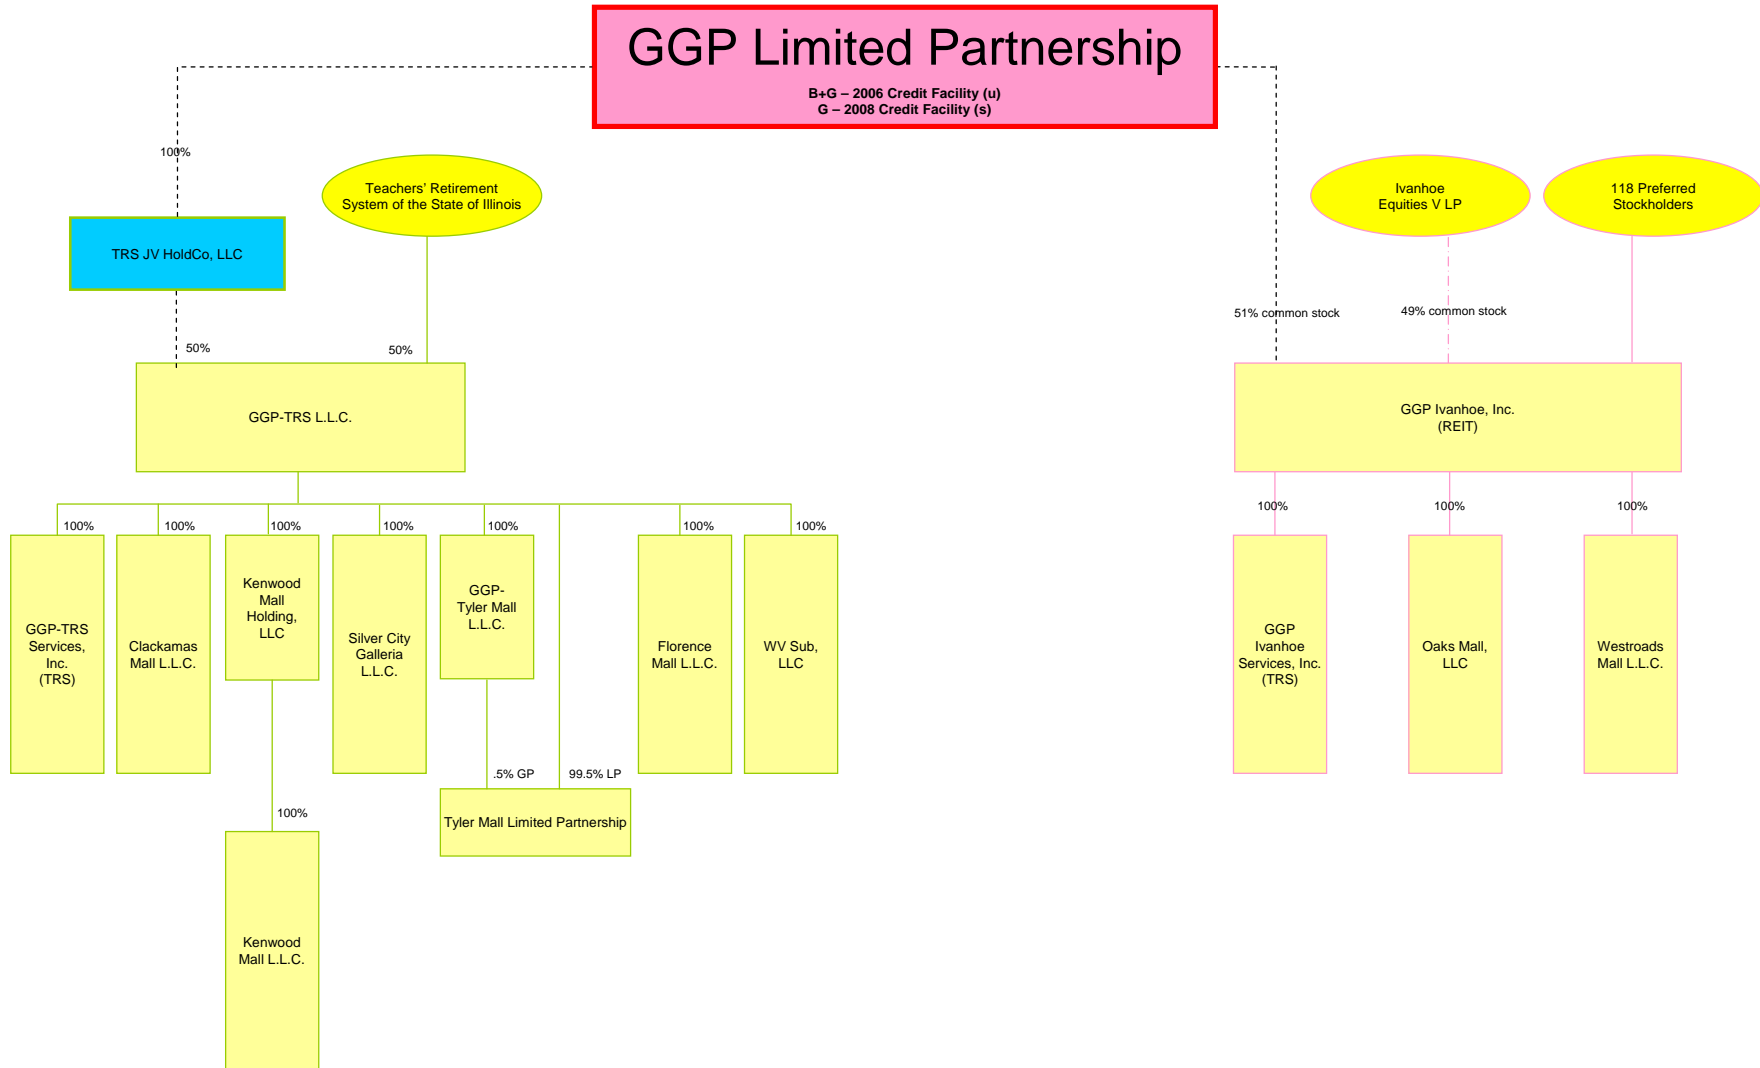 GGP Limited Partnership
B+G – 2006 Credit Facility (u)
G – 2008 Credit Facility (s)
100%
Teachers' Retirement
System of the State of Illinois
Ivanhoe
Equities V LP
118 Preferred
Stockholders
TRS JV HoldCo, LLC
50%
50%
51% common stock
49% common stock
GGP-TRS L.L.C.
GGP Ivanhoe, Inc.
(REIT)
100%
100%
100%
100%
100%
100%
100%
100%
100%
100%
GGP-TRS
Services,
Inc.
(TRS)
Clackamas
Mall L.L.C.
Kenwood
Mall
Holding,
LLC
Silver City
Galleria
L.L.C.
GGP-
Tyler Mall
L.L.C.
Florence
Mall L.L.C.
WV Sub,
LLC
GGP
Ivanhoe
Services, Inc.
(TRS)
Oaks Mall,
LLC
Westroads
Mall L.L.C.
.5% GP
99.5% LP
Tyler Mall Limited Partnership
100%
Kenwood
Mall L.L.C.